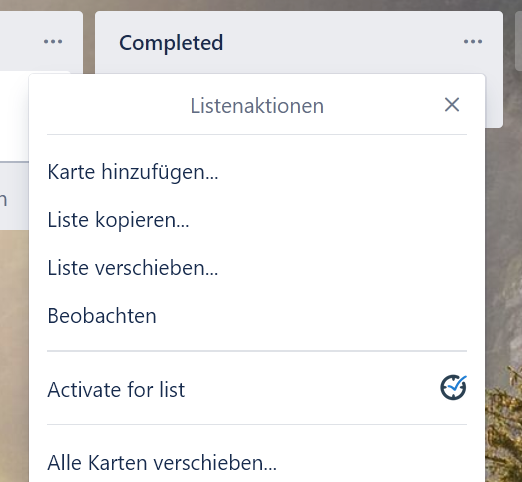 Completed
Listenaktionen
Karte hinzufügen...
n
Liste kopieren...
Liste verschieben...
Beobachten
Activate for list
Alle Karten verschieben...